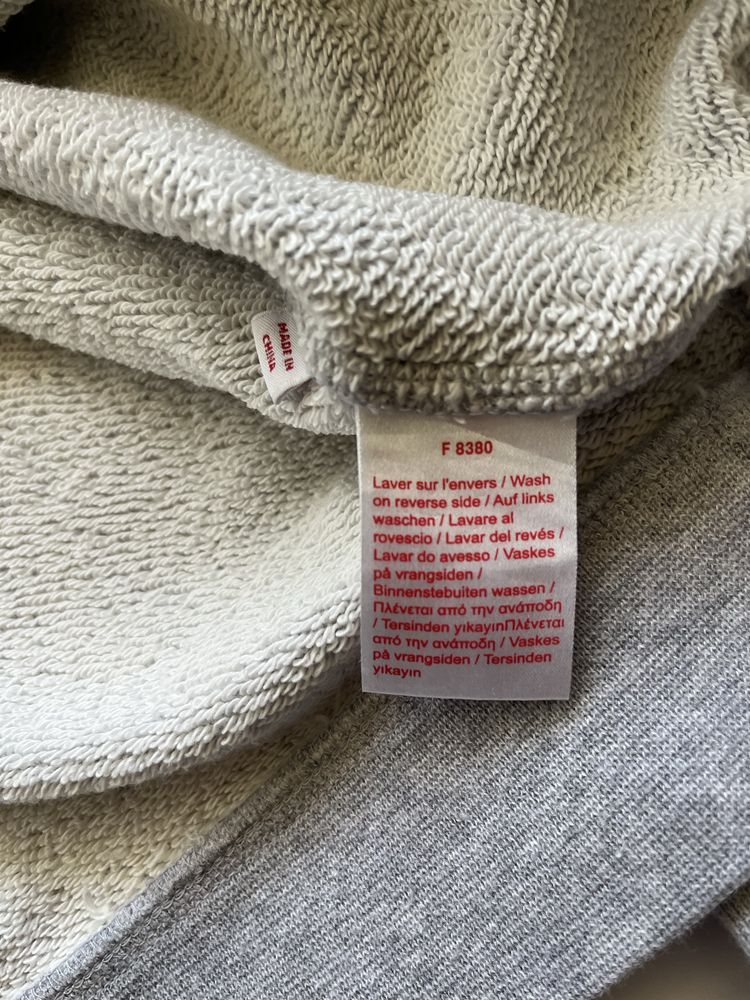 MADE IN
CHINA
F 8380
Laver sur l'envers / Wash
on reverse side / Auf links
waschen / Lavare al
rovescio / Lavar del revés /
Lavar do avesso / Vaskes
på vrangsiden /
Binnenstebuiten wassen /
Πλένεται από την ανάποδη
/ Tersinden yıkayınΠλένεται
από την ανάποδη / Vaskes
på vrangsiden / Tersinden
yıkayın